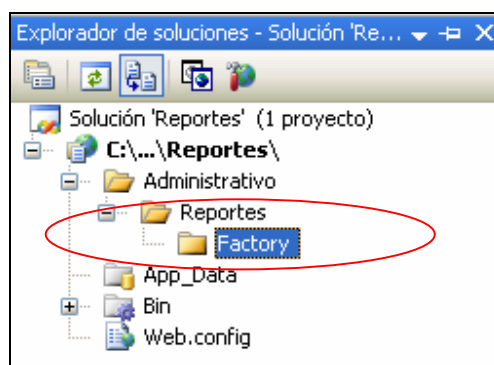 Explorador de soluciones - Solución 'Re...
Solución 'Reportes' (1 proyecto)
C:\...\Reportes\
Administrativo
Reportes
Factory
App_Data
Bin
Web.config